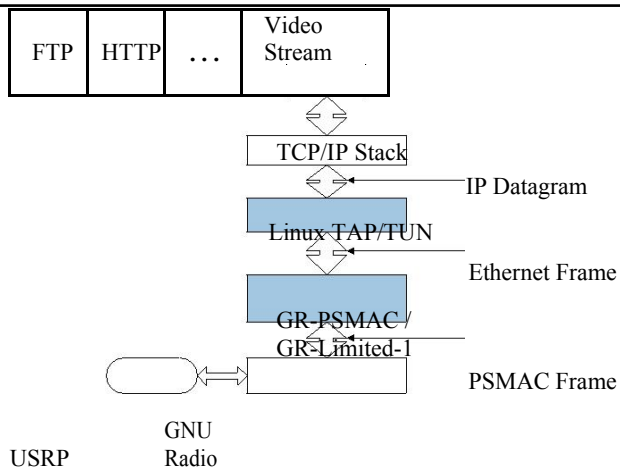 FTP
HTTP
...
Video
Stream
TCP/IP Stack
IP Datagram
Linux TAP/TUN
Ethernet Frame
GR-PSMAC /
GR-Limited-1
PSMAC Frame
USRP
GNU
Radio